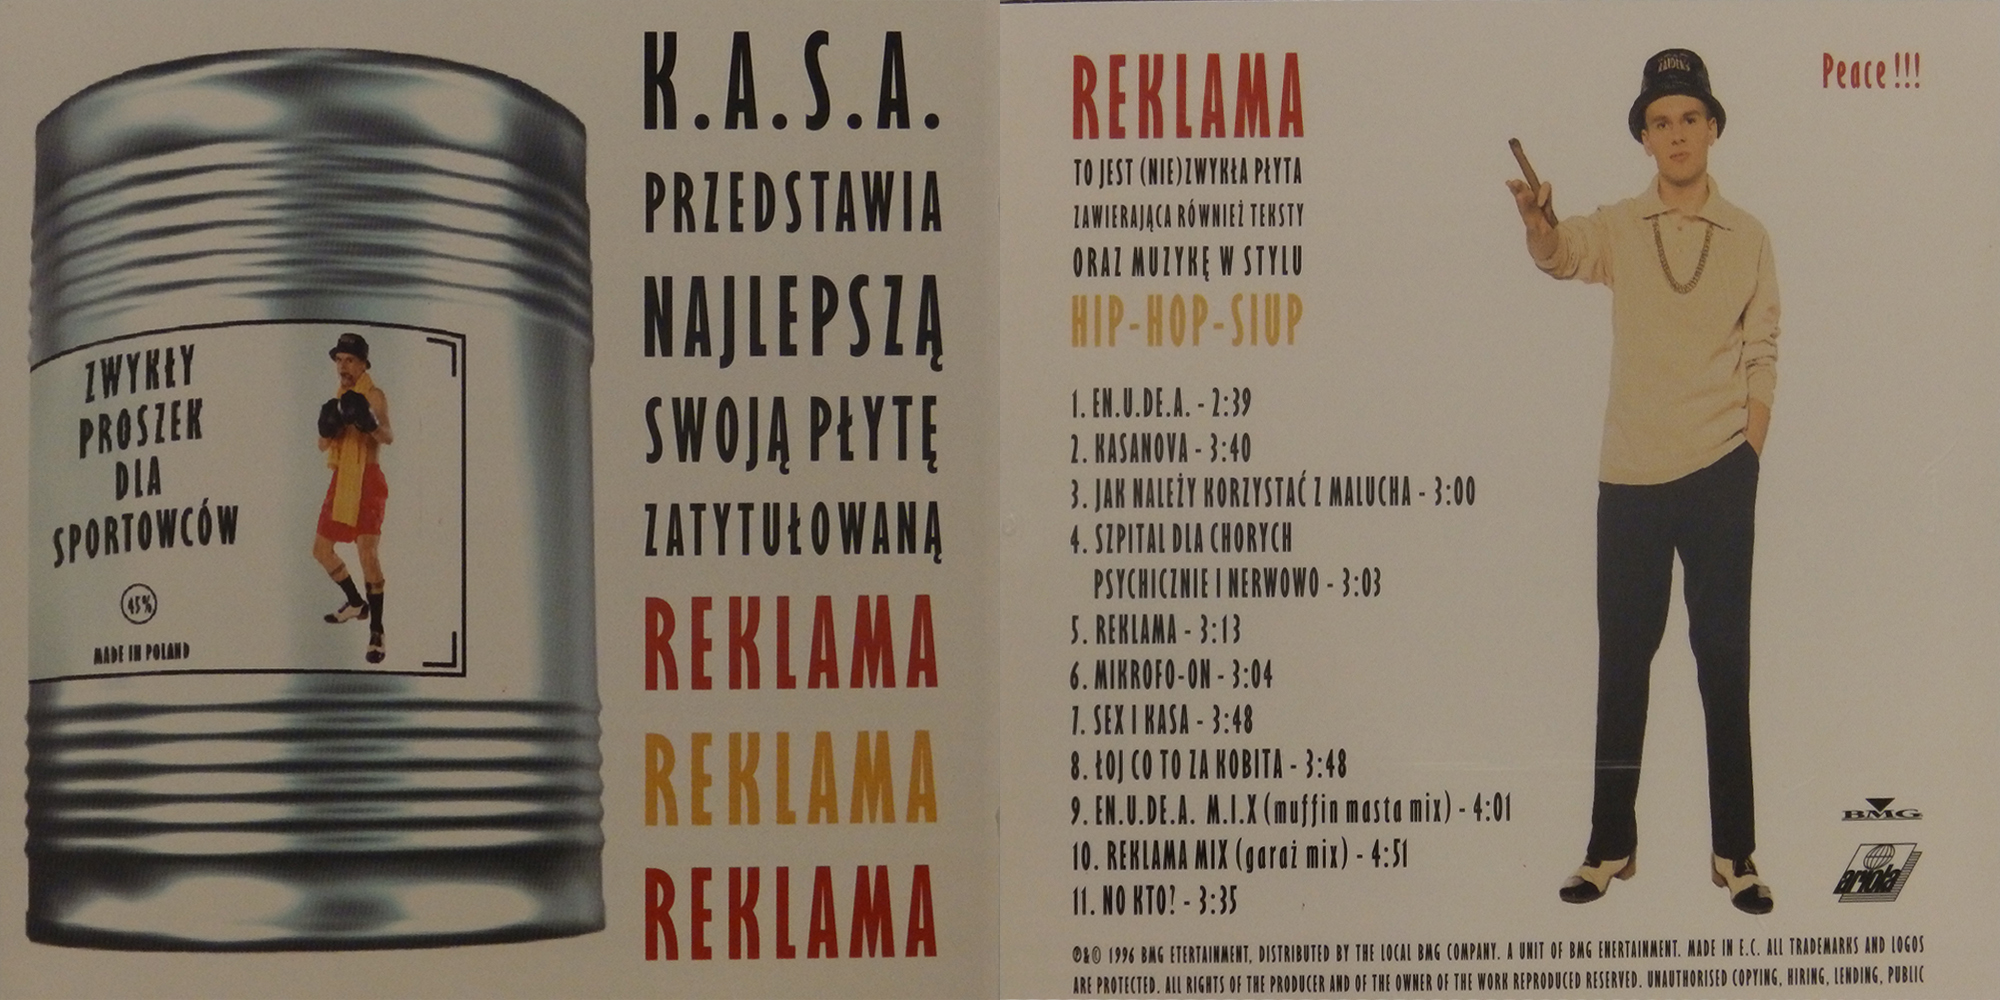 K.A.S.A.
PRZEDSTAWIA
NAJLEPSZĄ
SWOJĄ PŁYTĘ
ZATYTUŁOWANĄ
REKLAMA
REKLAMA
REKLAMA
ZWYKŁY
PROSZEK
DLA
SPORTOWCÓW
45%
MADE IN POLAND
REKLAMA
TO JEST (NIE)ZWYKŁA PŁYTA
ZAWIERAJĄCA RÓWNIEŻ TEKSTY
ORAZ MUZYKĘ W STYLU
HIP-HOP-SIUP
1. EN.U.DE.A. - 2:39
2. KASANOVA - 3:40
3. JAK NALEŻY KORZYSTAĆ Z MALUCHA - 3:00
4. SZPITAL DLA CHORYCH
PSYCHICZNIE I NERWOWO - 3:03
5. REKLAMA - 3:13
6. MIKROFO-ON - 3:04
7. SEX I KASA - 3:48
8. ŁOJ CO TO ZA KOBITA - 3:48
9. EN.U.DE.A. M.I.X (muffin masta mix) - 4:01
10. REKLAMA MIX (garaż mix) - 4:51
11. NO KTO? - 3:35
Peace!!!
BMG
ariola
℗&© 1996 BMG ETERTAINMENT, DISTRIBUTED BY THE LOCAL BMG COMPANY. A UNIT OF BMG ENERTAINMENT. MADE IN E.C. ALL TRADEMARKS AND LOGOS
ARE PROTECTED. ALL RIGHTS OF THE PRODUCER AND OF THE OWNER OF THE WORK REPRODUCED RESERVED. UNAUTHORISED COPYING, HIRING, LENDING, PUBLIC